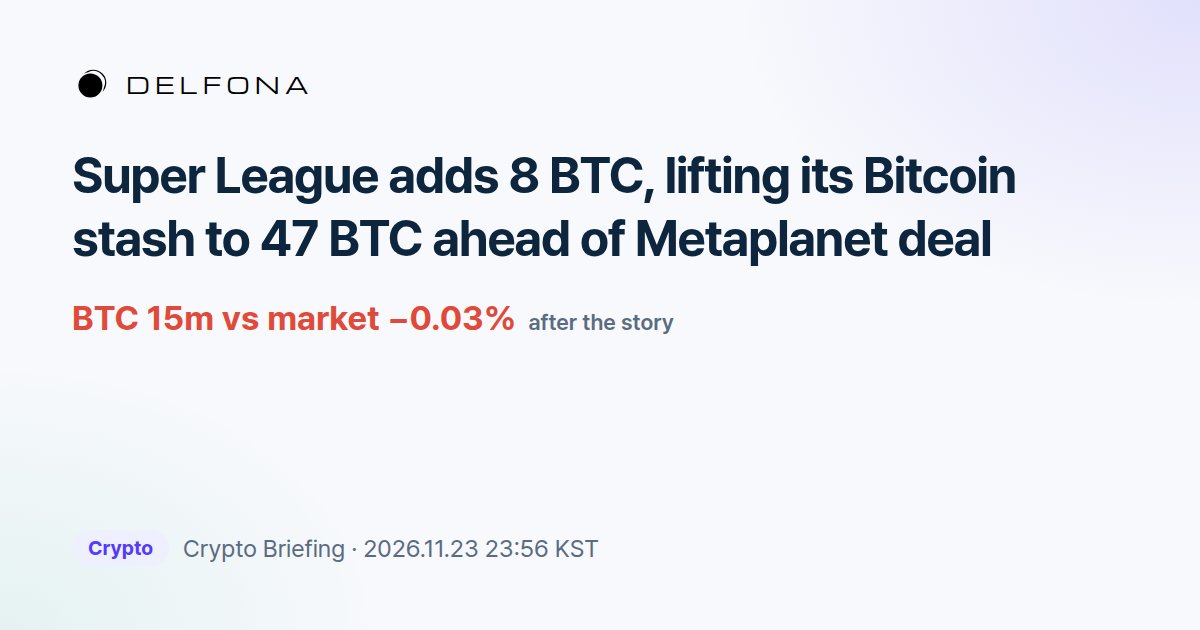 DELFONA
Super League adds 8 BTC, lifting its Bitcoin
stash to 47 BTC ahead of Metaplanet deal
BTC 15m vs market −0.03% after the story
Crypto Crypto Briefing · 2026.11.23 23:56 KST